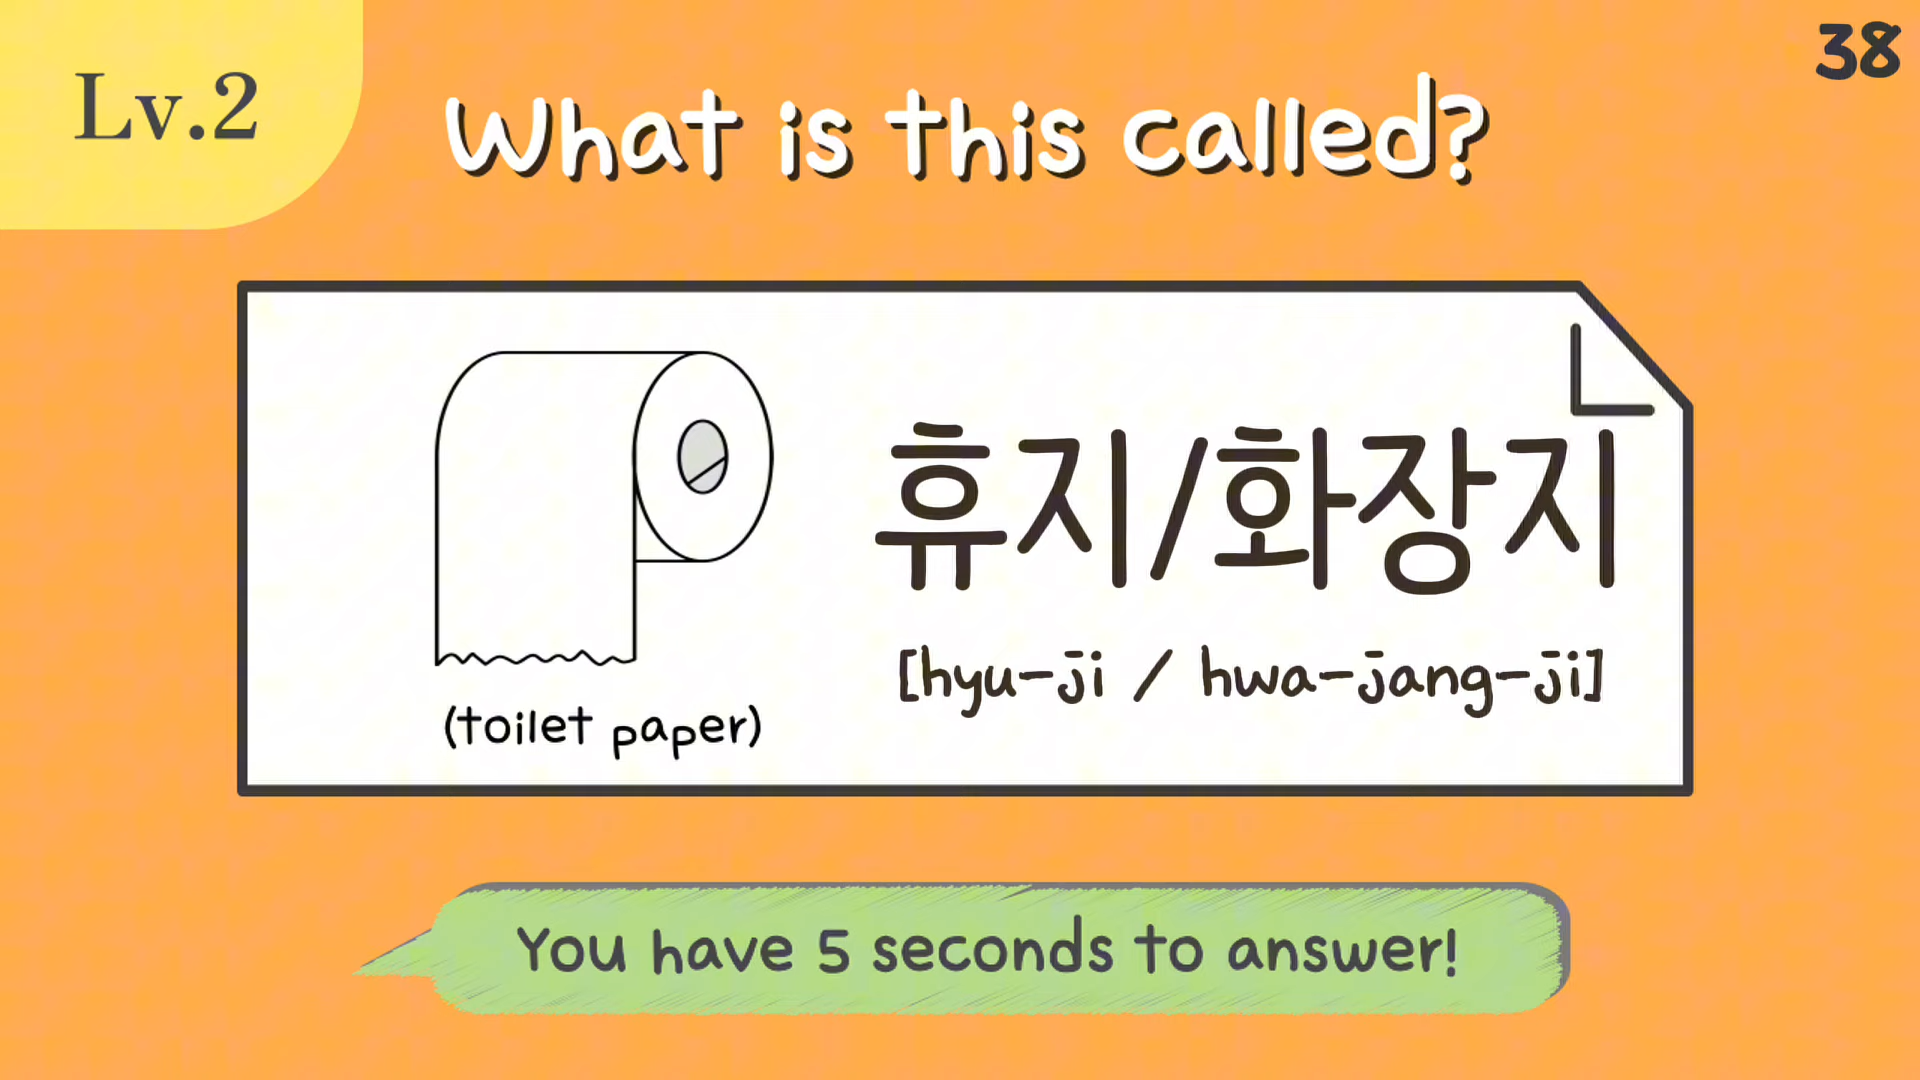 Lv.2
38
What is this called?
휴지/화장지
[hyu-ji / hwa-jang-ji]
(toilet paper)
You have 5 seconds to answer!